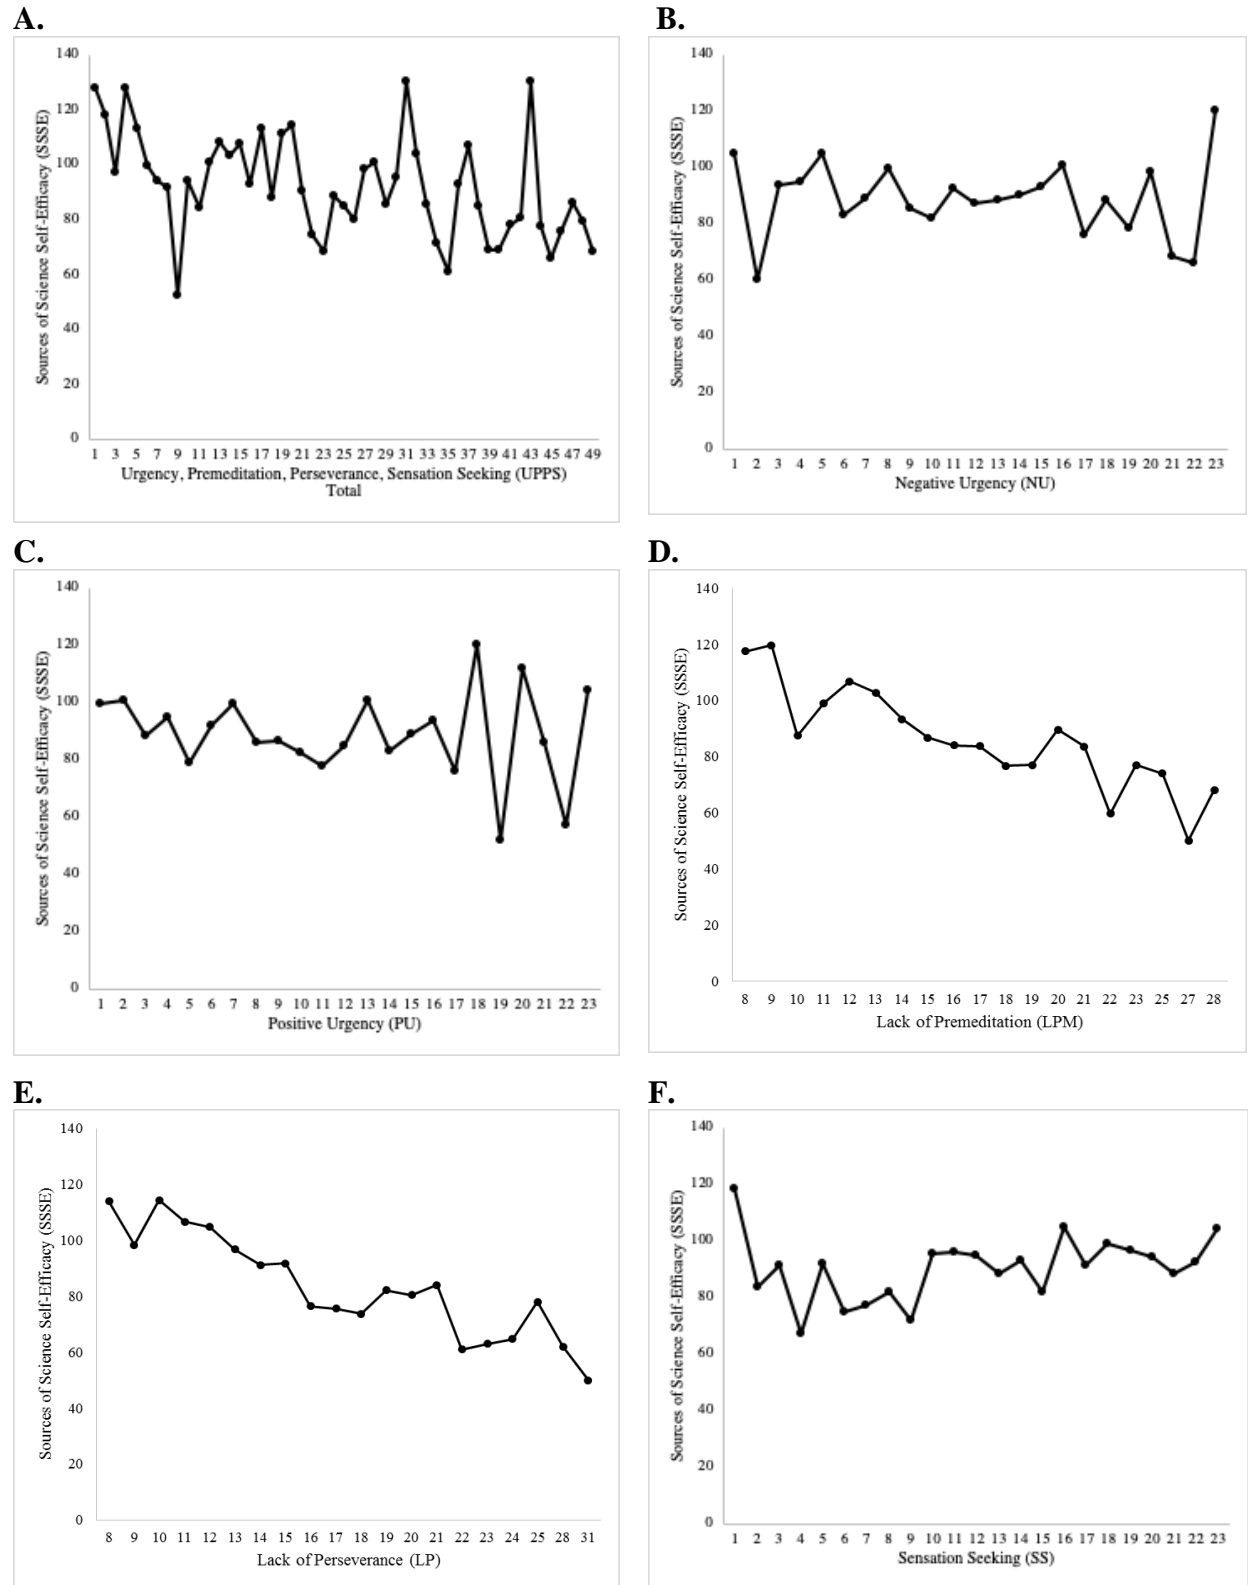 A.
140
120
100
80
60
40
20
0
Sources of Science Self-Efficacy (SSSE)
1 3 5 7 9 11 13 15 17 19 21 23 25 27 29 31 33 35 37 39 41 43 45 47 49
Urgency, Premeditation, Perseverance, Sensation Seeking (UPPS)
Total
B.
140
120
100
80
60
40
20
0
Sources of Science Self-Efficacy (SSSE)
1 2 3 4 5 6 7 8 9 10 11 12 13 14 15 16 17 18 19 20 21 22 23
Negative Urgency (NU)
C.
140
120
100
80
60
40
20
0
Sources of Science Self-Efficacy (SSSE)
1 2 3 4 5 6 7 8 9 10 11 12 13 14 15 16 17 18 19 20 21 22 23
Positive Urgency (PU)
D.
140
120
100
80
60
40
20
0
Sources of Science Self-Efficacy (SSSE)
8 9 10 11 12 13 14 15 16 17 18 19 20 21 22 23 25 27 28
Lack of Premeditation (LPM)
E.
140
120
100
80
60
40
20
0
Sources of Science Self-Efficacy (SSSE)
8 9 10 11 12 13 14 15 16 17 18 19 20 21 22 23 24 25 28 31
Lack of Perseverance (LP)
F.
140
120
100
80
60
40
20
0
Sources of Science Self-Efficacy (SSSE)
1 2 3 4 5 6 7 8 9 10 11 12 13 14 15 16 17 18 19 20 21 22 23
Sensation Seeking (SS)